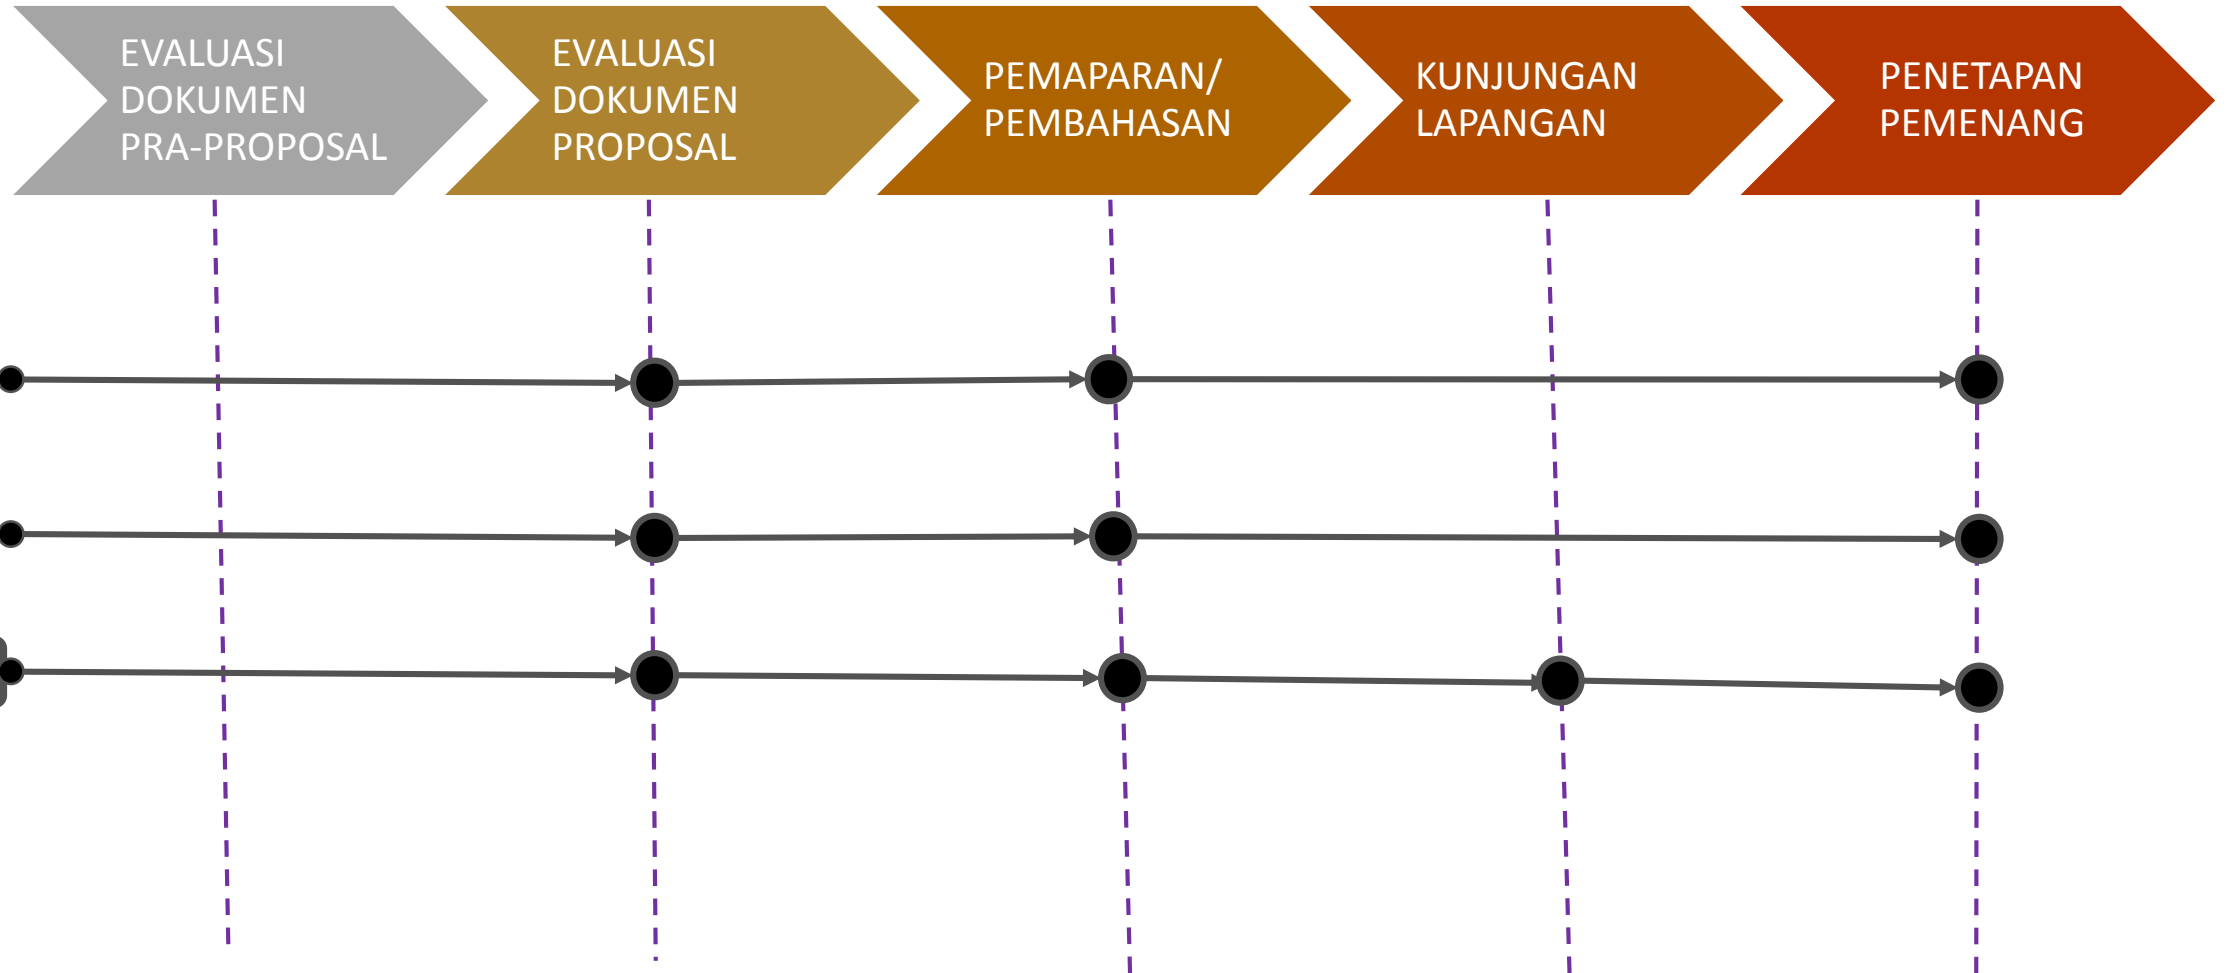 EVALUASI
DOKUMEN
PRA-PROPOSAL
EVALUASI
DOKUMEN
PROPOSAL
PEMAPARAN/
PEMBAHASAN
KUNJUNGAN
LAPANGAN
PENETAPAN
PEMENANG